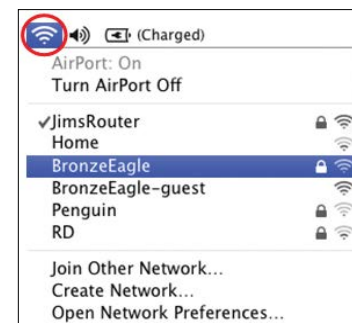 (Charged)
AirPort: On
Turn AirPort Off
✓JimsRouter
Home
BronzeEagle
BronzeEagle-guest
Penguin
RD
Join Other Network...
Create Network...
Open Network Preferences...